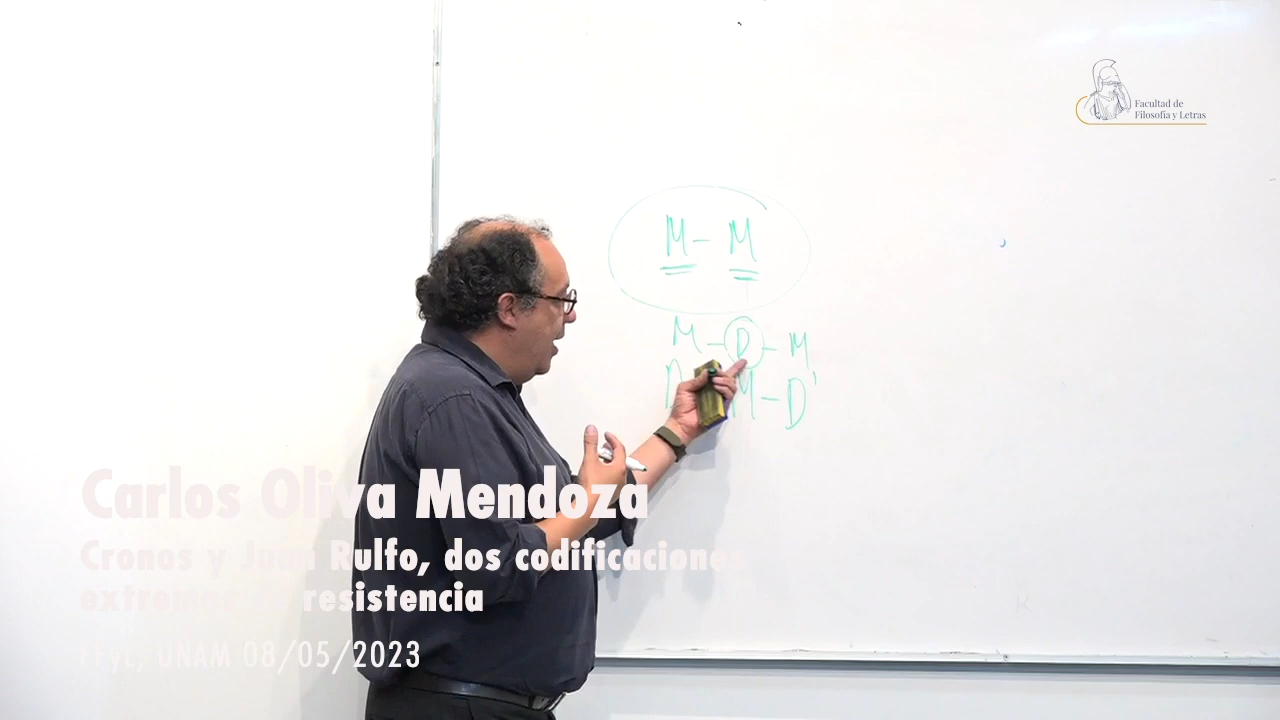 Facultad de
Filosofía y Letras
M - M
M - D - M
D M - D'
Carlos Oliva Mendoza
Cronos y Juan Rulfo, dos codificaciones
extremas de resistencia
FFyL, UNAM 08/05/2023